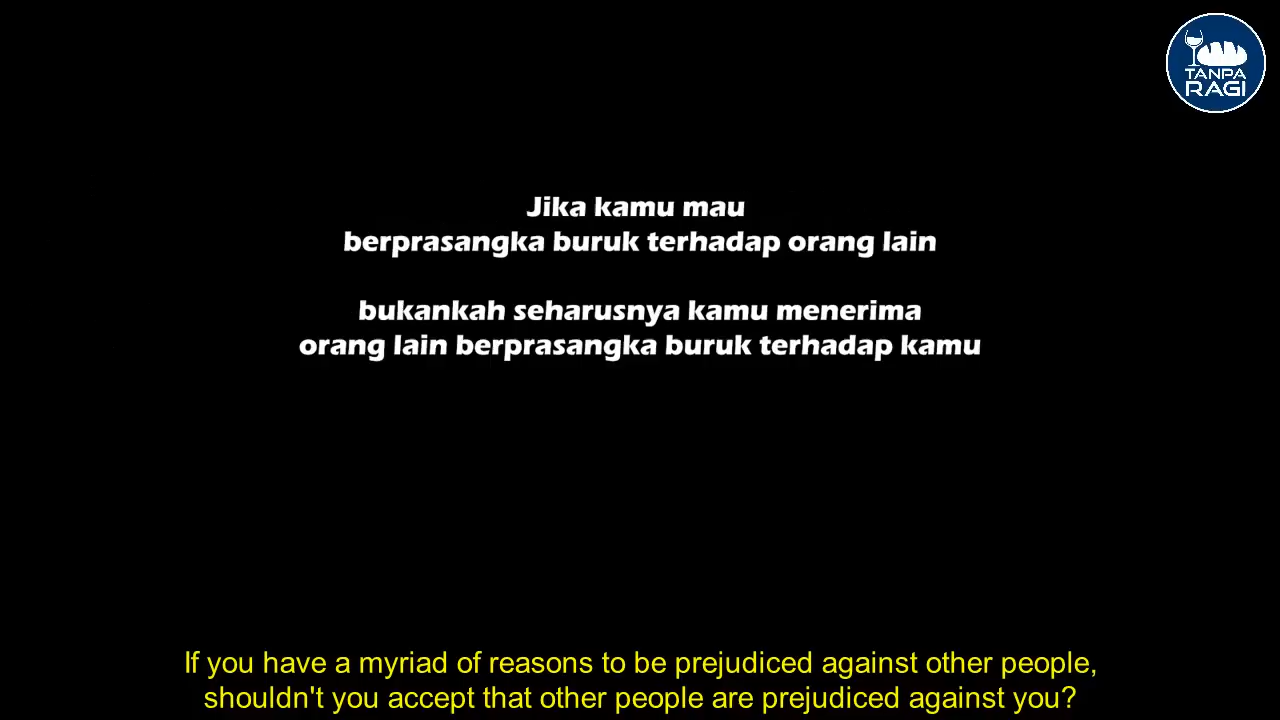 TANPA
RAGI
Jika kamu mau
berprasangka buruk terhadap orang lain
bukankah seharusnya kamu menerima
orang lain berprasangka buruk terhadap kamu
If you have a myriad of reasons to be prejudiced against other people,
shouldn't you accept that other people are prejudiced against you?